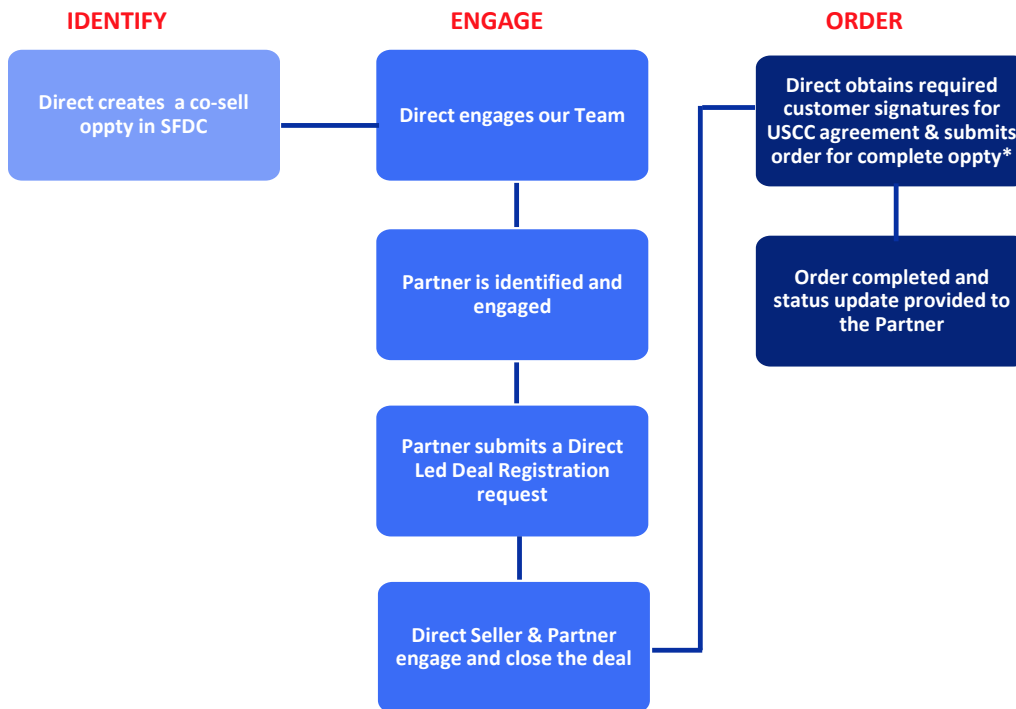 IDENTIFY
Direct creates a co-sell
oppty in SFDC
ENGAGE
Direct engages our Team
Partner is identified and
engaged
Partner submits a Direct
Led Deal Registration
request
Direct Seller & Partner
engage and close the deal
ORDER
Direct obtains required
customer signatures for
USCC agreement & submits
order for complete oppty*
Order completed and
status update provided to
the Partner